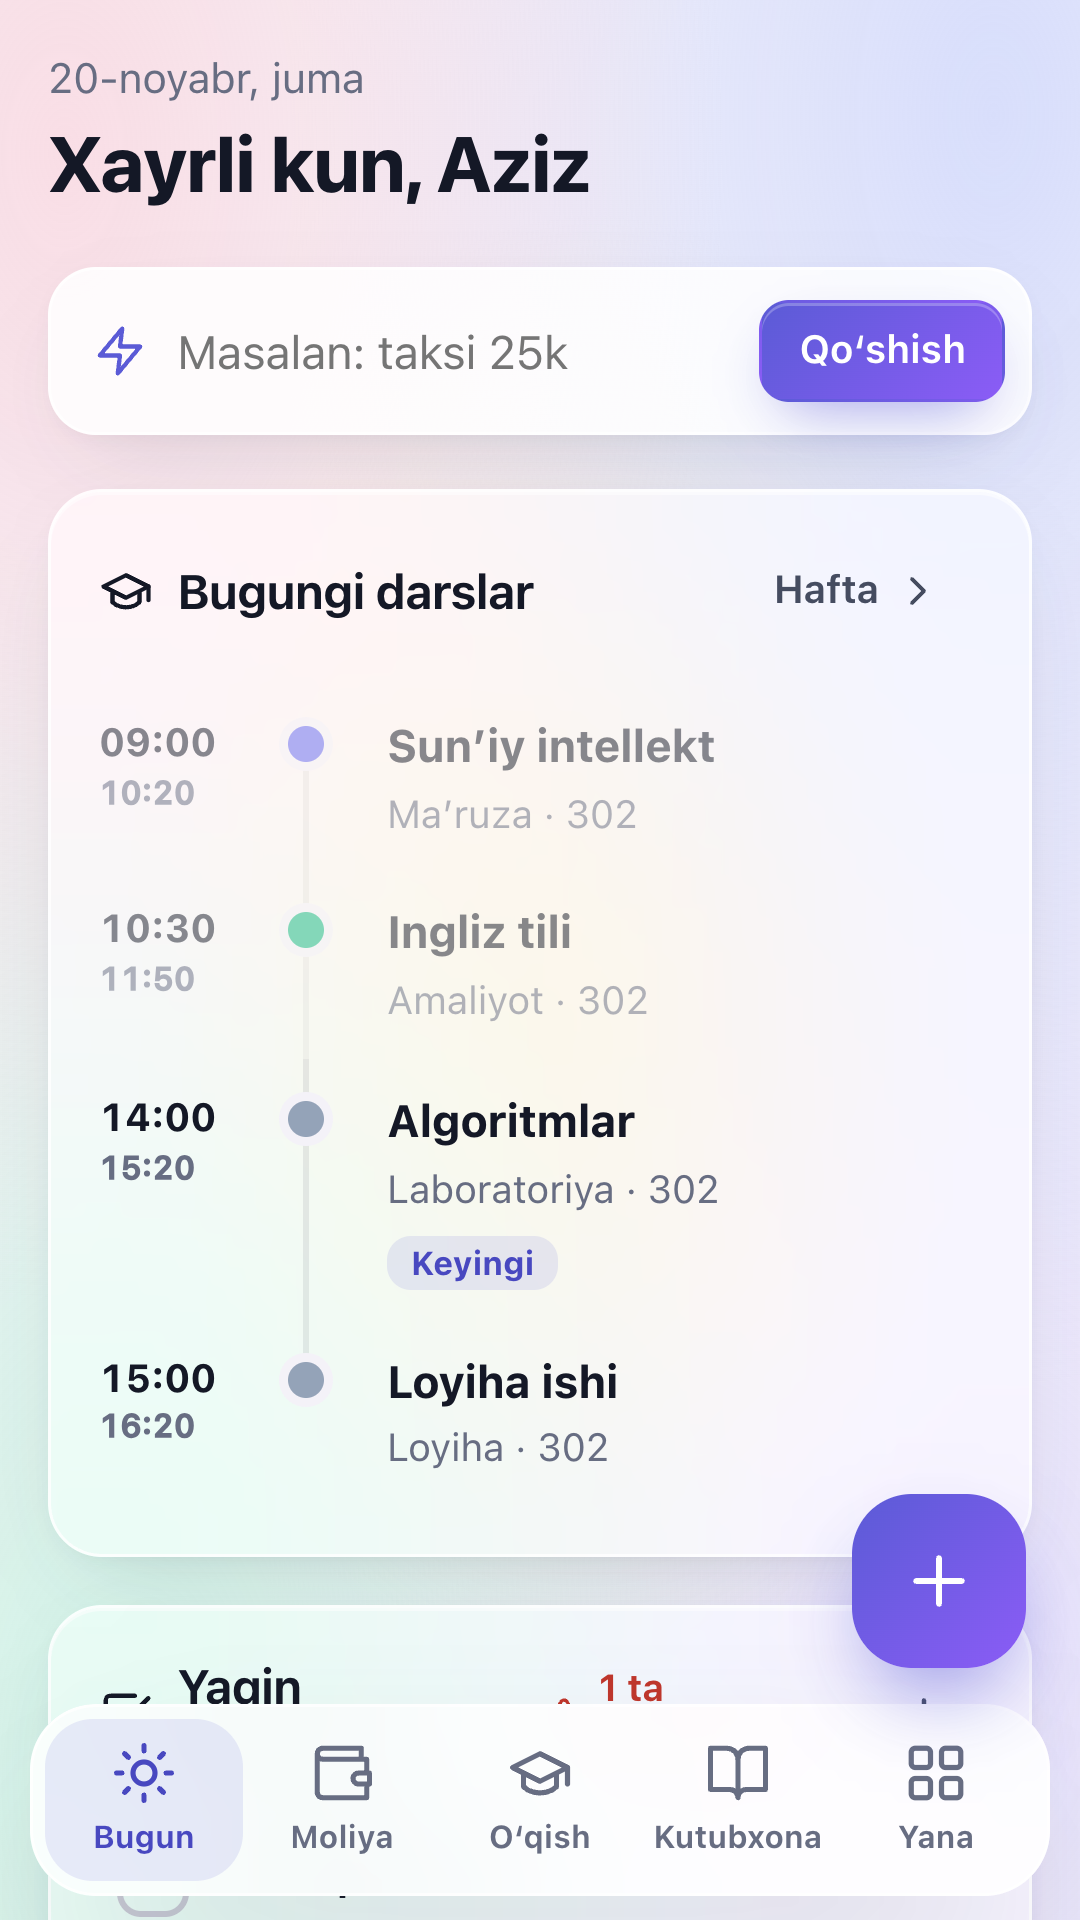 20-noyabr, juma
Xayrli kun, Aziz
Masalan: taksi 25k
Qo‘shish
Bugungi darslar
Hafta
09:00
10:20
Sun’iy intellekt
Ma’ruza · 302
10:30
11:50
Ingliz tili
Amaliyot · 302
14:00
15:20
Algoritmlar
Laboratoriya · 302
Keyingi
15:00
16:20
Loyiha ishi
Loyiha · 302
Yaqin
1 ta
Bugun
Moliya
O‘qish
Kutubxona
Yana